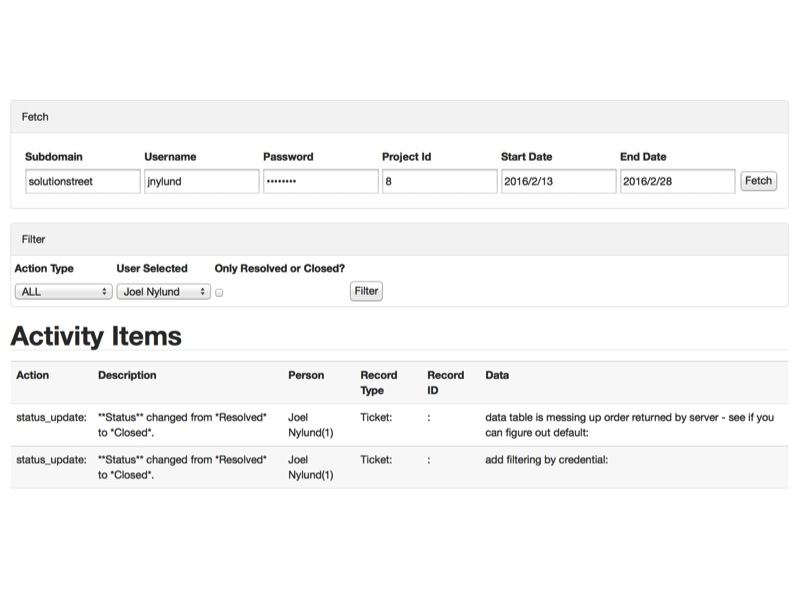 Fetch
Subdomain Username Password Project Id Start Date End Date
solutionstreet jnylund •••••••• 8 2016/2/13 2016/2/28 Fetch
Filter
Action Type User Selected Only Resolved or Closed?
ALL Joel Nylund Filter
Activity Items
Action Description Person Record Type Record ID Data
status_update: **Status** changed from *Resolved* to *Closed*. Joel Nylund(1) Ticket: : data table is messing up order returned by server - see if you can figure out default:
status_update: **Status** changed from *Resolved* to *Closed*. Joel Nylund(1) Ticket: : add filtering by credential: